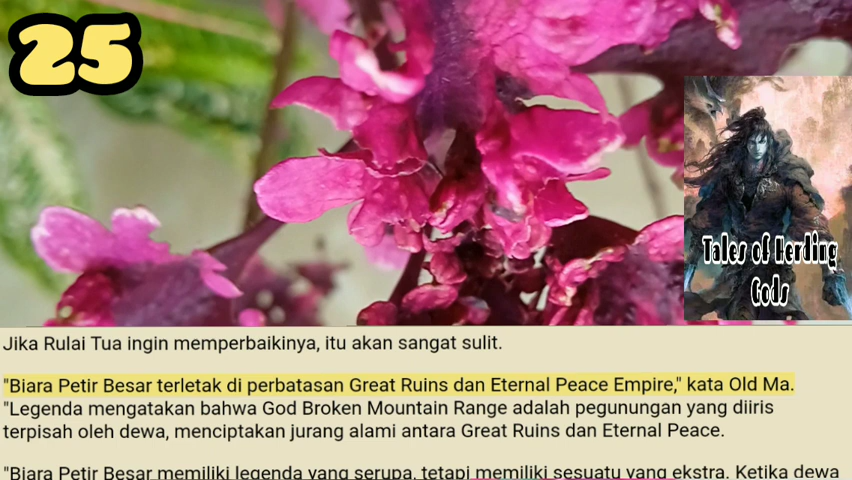 25
Tales of Herding
Gods
Jika Rulai Tua ingin memperbaikinya, itu akan sangat sulit.
"Biara Petir Besar terletak di perbatasan Great Ruins dan Eternal Peace Empire," kata Old Ma.
"Legenda mengatakan bahwa God Broken Mountain Range adalah pegunungan yang diiris
terpisah oleh dewa, menciptakan jurang alami antara Great Ruins dan Eternal Peace.
"Biara Petir Besar memiliki legenda yang serupa, tetapi memiliki sesuatu yang ekstra. Ketika dewa